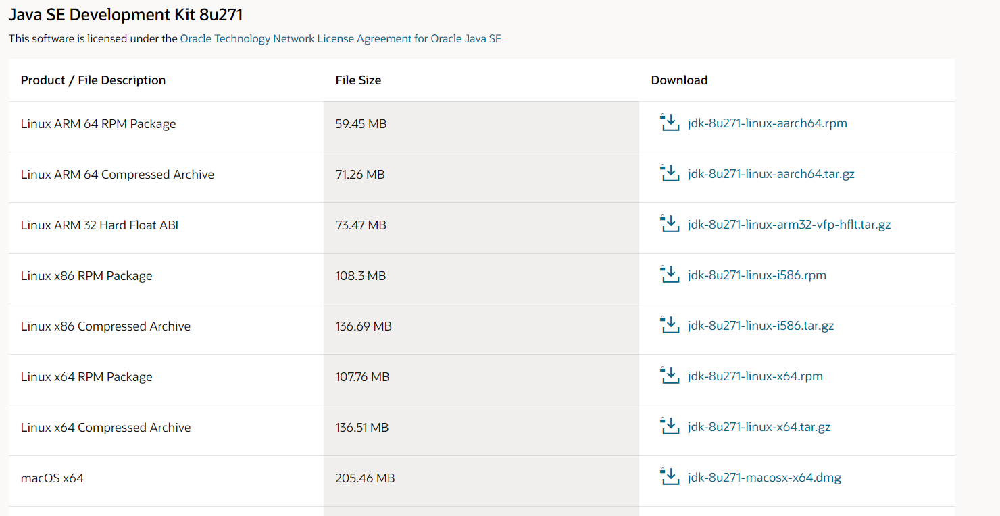 Java SE Development Kit 8u271
This software is licensed under the Oracle Technology Network License Agreement for Oracle Java SE
Product / File Description File Size Download
Linux ARM 64 RPM Package 59.45 MB jdk-8u271-linux-aarch64.rpm
Linux ARM 64 Compressed Archive 71.26 MB jdk-8u271-linux-aarch64.tar.gz
Linux ARM 32 Hard Float ABI 73.47 MB jdk-8u271-linux-arm32-vfp-hflt.tar.gz
Linux x86 RPM Package 108.3 MB jdk-8u271-linux-i586.rpm
Linux x86 Compressed Archive 136.69 MB jdk-8u271-linux-i586.tar.gz
Linux x64 RPM Package 107.76 MB jdk-8u271-linux-x64.rpm
Linux x64 Compressed Archive 136.51 MB jdk-8u271-linux-x64.tar.gz
macOS x64 205.46 MB jdk-8u271-macosx-x64.dmg